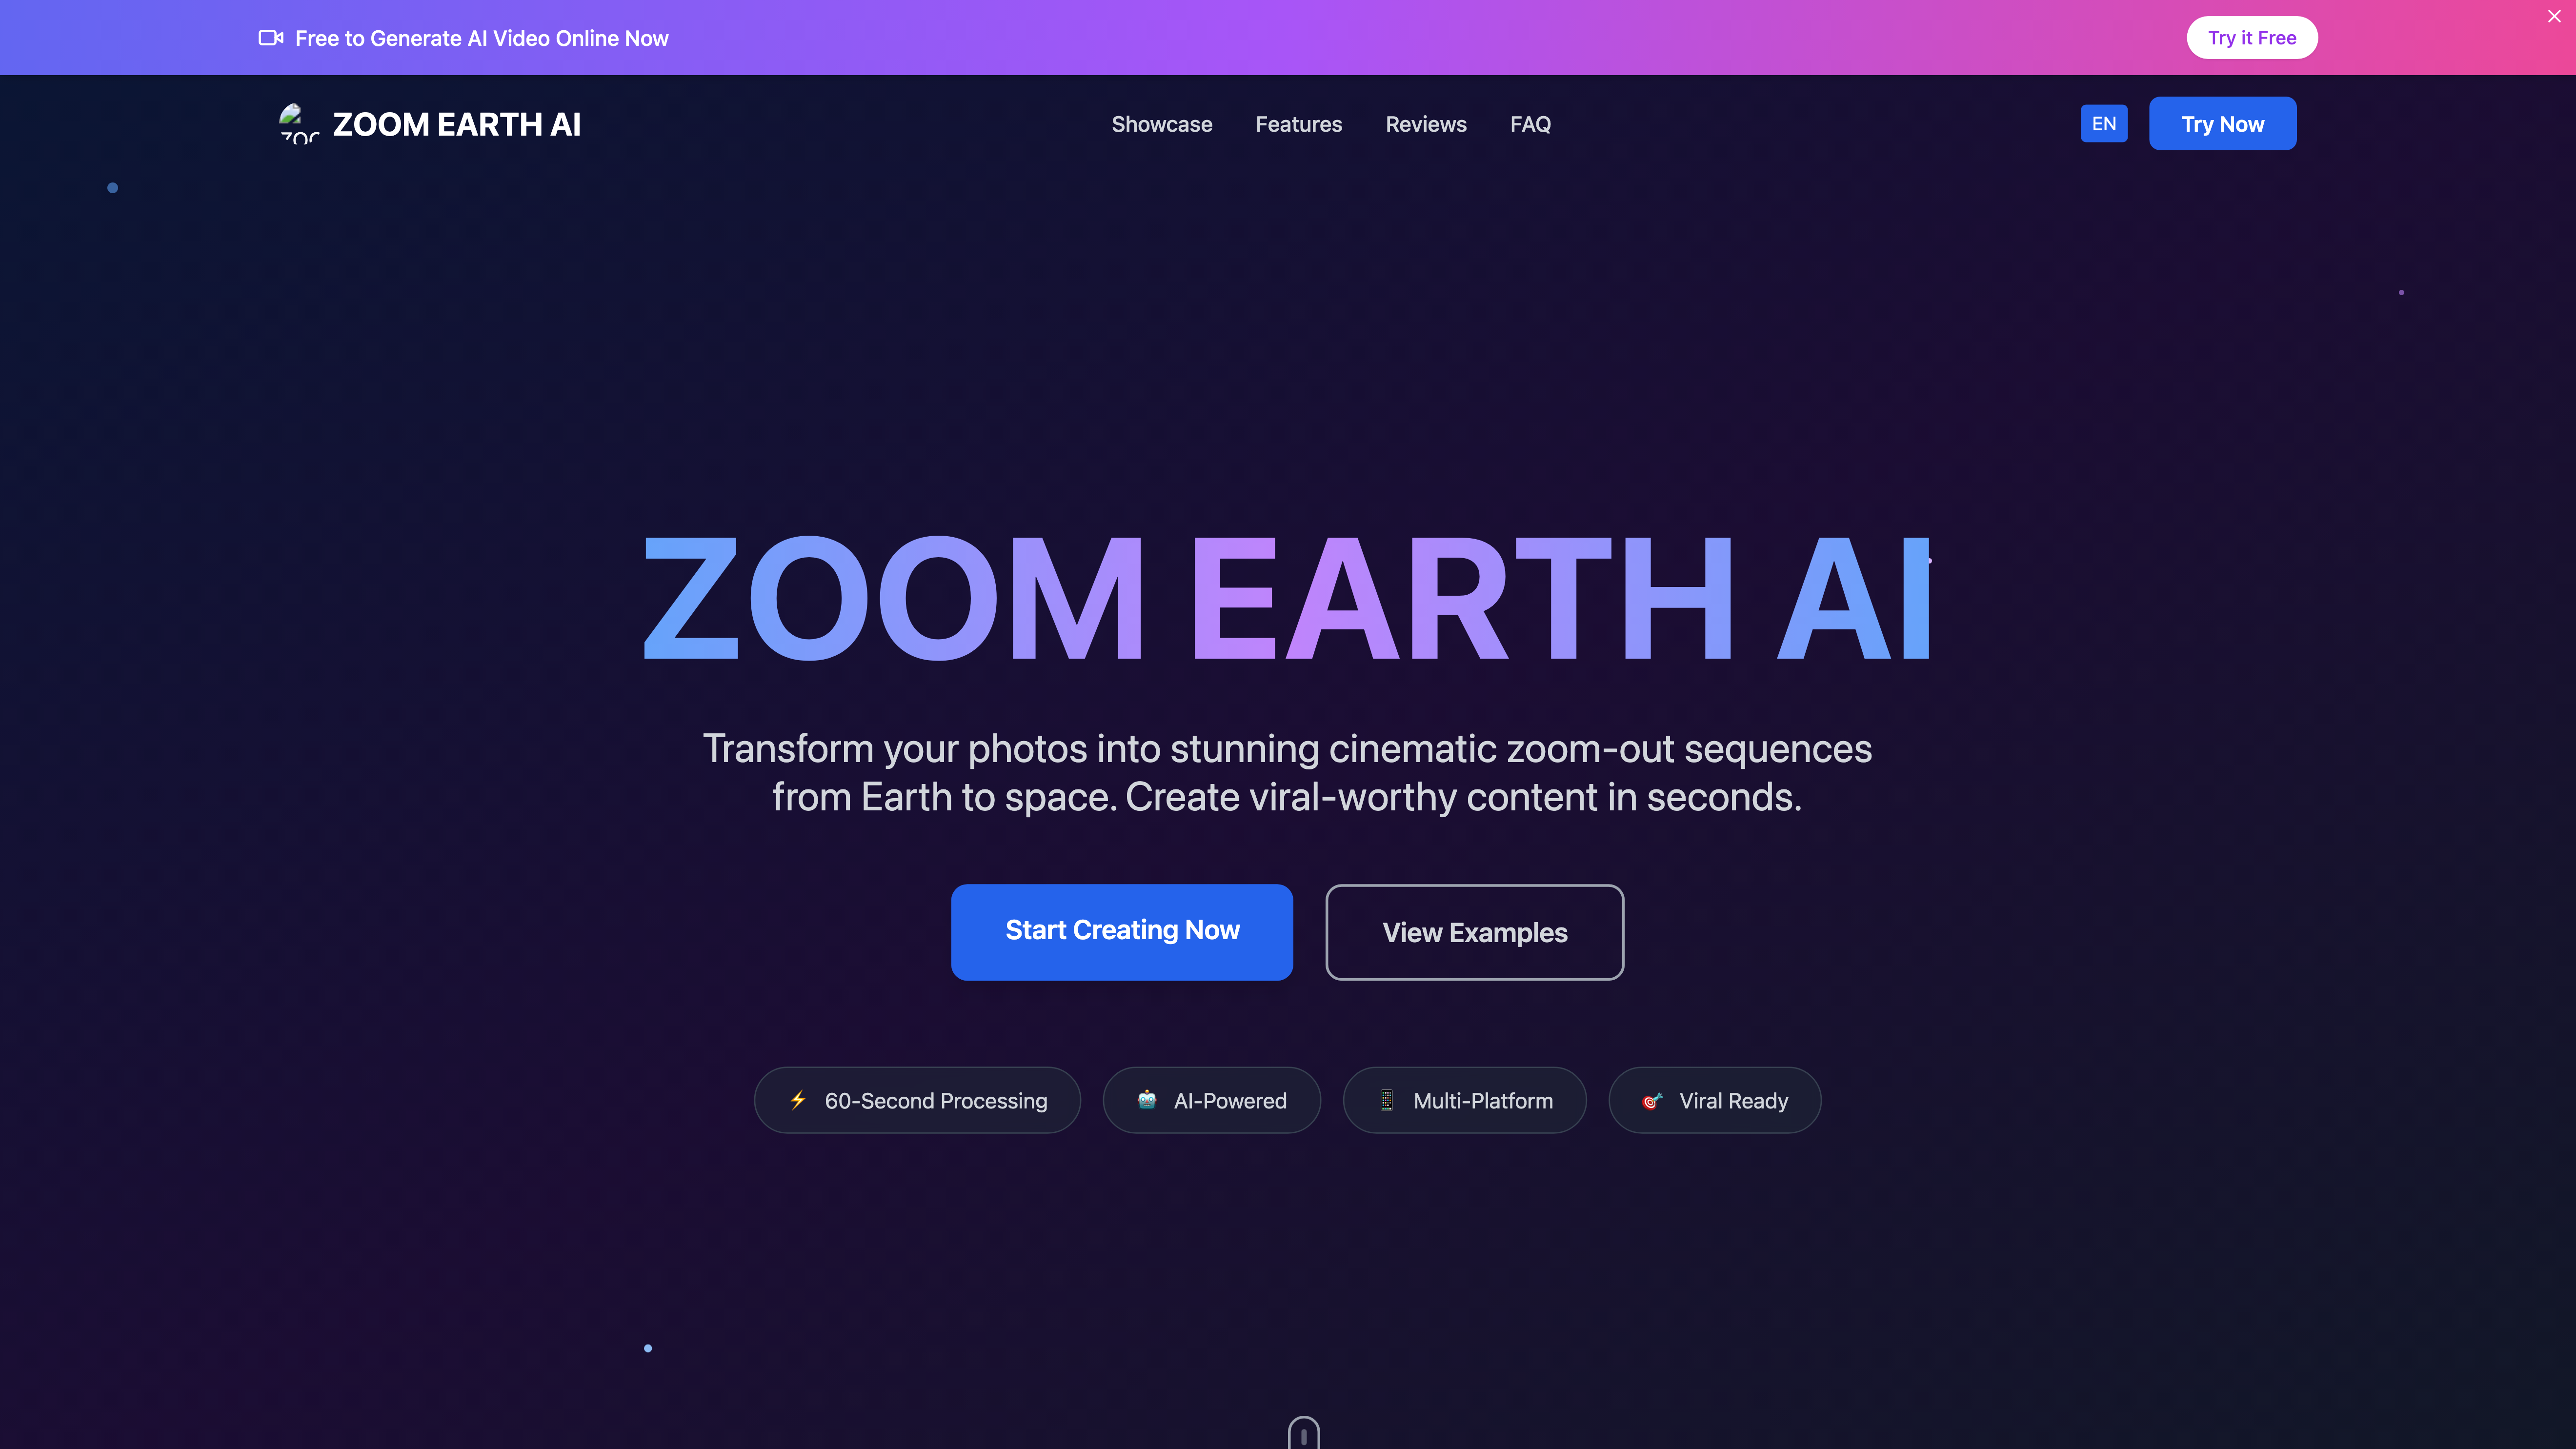 Free to Generate AI Video Online Now
Try it Free
ZOOM EARTH AI
Showcase
Features
Reviews
FAQ
EN
Try Now
ZOOM EARTH AI
Transform your photos into stunning cinematic zoom-out sequences
from Earth to space. Create viral-worthy content in seconds.
Start Creating Now
View Examples
60-Second Processing
AI-Powered
Multi-Platform
Viral Ready